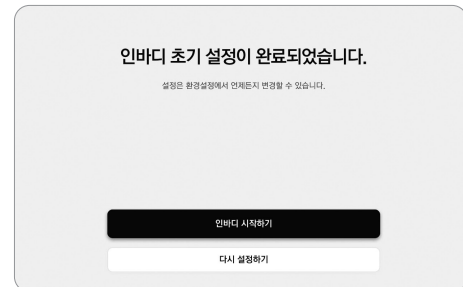 인바디 초기 설정이 완료되었습니다.
설정은 환경설정에서 언제든지 변경할 수 있습니다.
인바디 시작하기
다시 설정하기